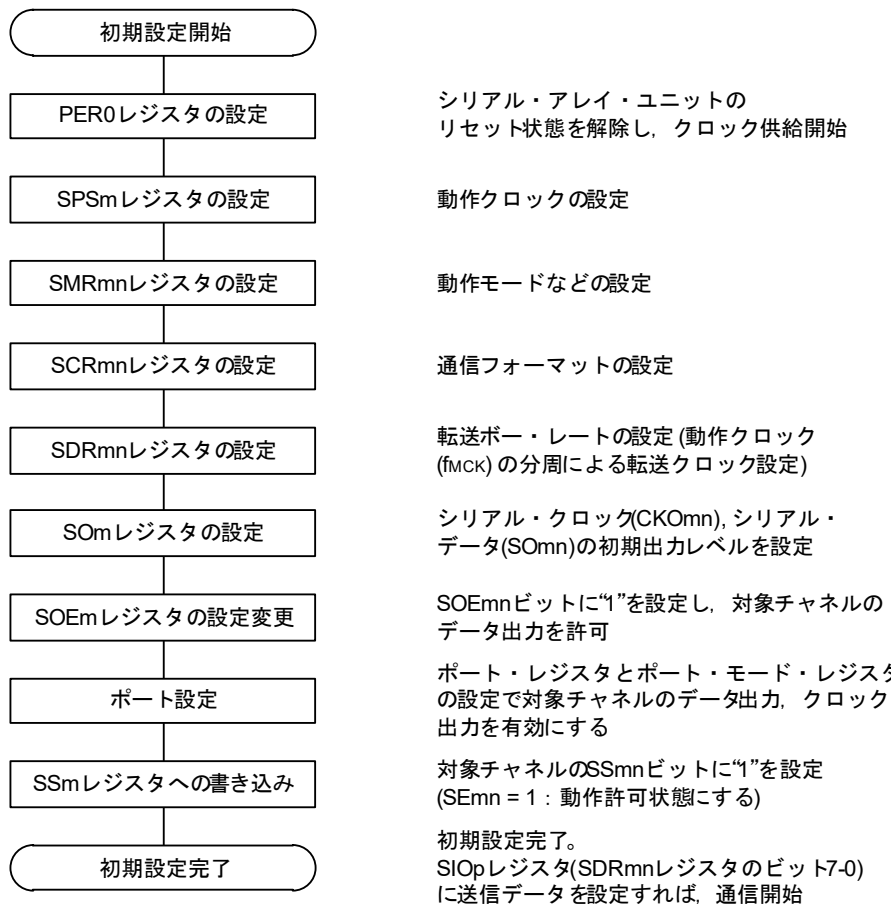 初期設定開始
PER0レジスタの設定
シリアル・アレイ・ユニットの
リセット状態を解除し，クロック供給開始
SPSmレジスタの設定
動作クロックの設定
SMRmnレジスタの設定
動作モードなどの設定
SCRmnレジスタの設定
通信フォーマットの設定
SDRmnレジスタの設定
転送ボー・レートの設定 (動作クロック
(fMCK) の分周による転送クロック設定)
SOmレジスタの設定
シリアル・クロック(CKOmn), シリアル・
データ(SOmn)の初期出力レベルを設定
SOEmレジスタの設定変更
SOEmnビットに“1”を設定し，対象チャネルの
データ出力を許可
ポート設定
ポート・レジスタとポート・モード・レジスタ
の設定で対象チャネルのデータ出力，クロック
出力を有効にする
SSmレジスタへの書き込み
対象チャネルのSSmnビットに“1”を設定
(SEmn = 1 : 動作許可状態にする)
初期設定完了
初期設定完了。
SIOpレジスタ(SDRmnレジスタのビット7-0)
に送信データを設定すれば，通信開始